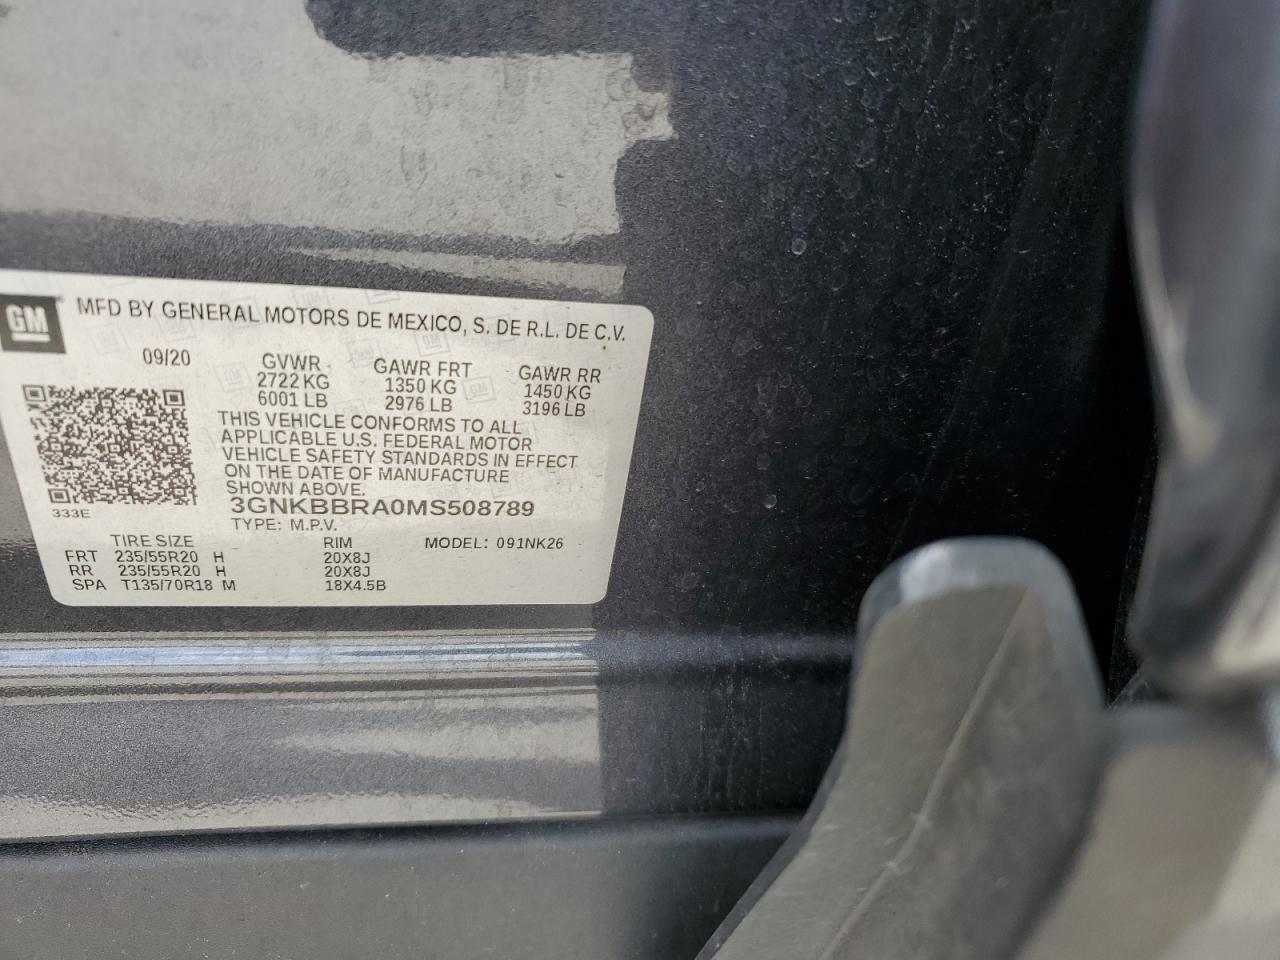 GM
MFD BY GENERAL MOTORS DE MEXICO, S. DE R.L. DE C.V.
09/20 GVWR GAWR FRT GAWR RR
2722 KG 1350 KG 1450 KG
6001 LB 2976 LB 3196 LB
THIS VEHICLE CONFORMS TO ALL
APPLICABLE U.S. FEDERAL MOTOR
VEHICLE SAFETY STANDARDS IN EFFECT
ON THE DATE OF MANUFACTURE
SHOWN ABOVE.
333E
3GNKBBRA0MS508789
TYPE: M.P.V.
TIRE SIZE RIM MODEL: 091NK26
FRT 235/55R20 H 20X8J
RR 235/55R20 H 20X8J
SPA T135/70R18 M 18X4.5B